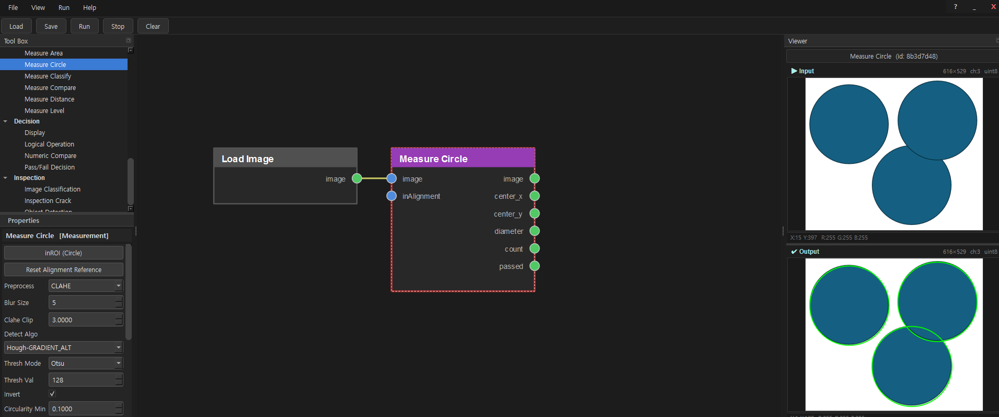 File View Run Help ? _ X
Load Save Run Stop Clear
Tool Box
Measure Area
Measure Circle
Measure Classify
Measure Compare
Measure Distance
Measure Level
Decision
Display
Logical Operation
Numeric Compare
Pass/Fail Decision
Inspection
Image Classification
Inspection Crack
Object Detection
Properties
Measure Circle [Measurement]
inROI (Circle)
Reset Alignment Reference
Preprocess CLAHE
Blur Size 5
Clahe Clip 3.0000
Detect Algo
Hough-GRADIENT_ALT
Thresh Mode Otsu
Thresh Val 128
Invert
Circularity Min 0.1000
Load Image
image
Measure Circle
image image
inAlignment center_x
center_y
diameter
count
passed
Viewer
Measure Circle (id: 8b3d7d48)
Input 616×529 ch:3 uint8
X:15 Y:397 R:255 G:255 B:255
Output 616×529 ch:3 uint8